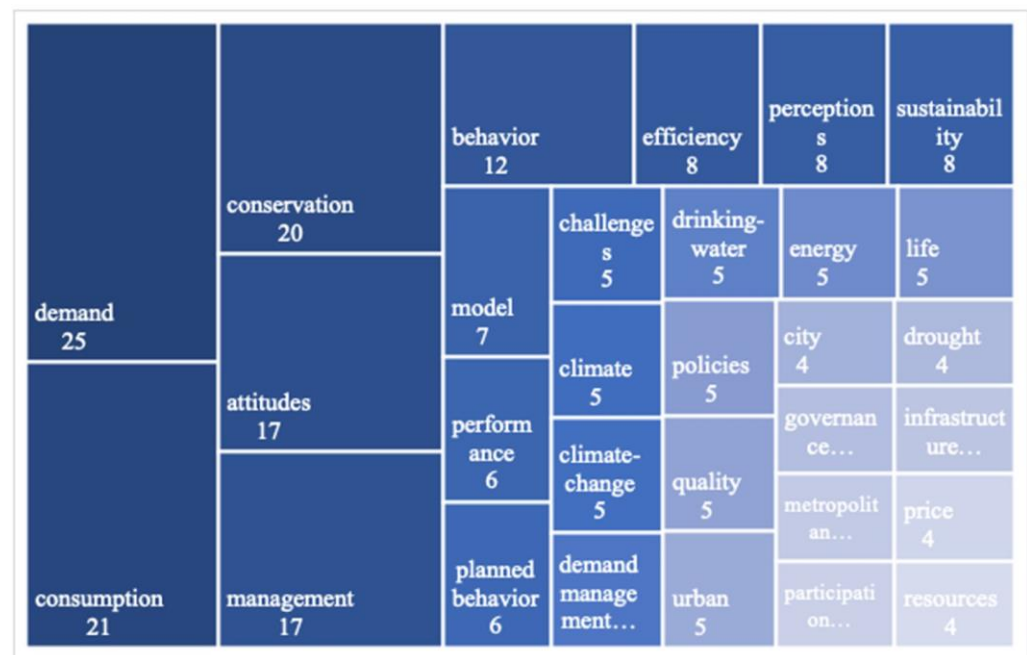 demand
25
consumption
21
conservation
20
attitudes
17
management
17
behavior
12
efficiency
8
perception
s
8
sustainabil
ity
8
model
7
perform
ance
6
planned
behavior
6
challenge
s
5
climate
5
climate-
change
5
demand
manage
ment...
drinking-
water
5
policies
5
quality
5
urban
5
energy
5
life
5
city
4
drought
4
governan
ce...
infrastruct
ure...
metropolit
an...
price
4
participati
on...
resources
4